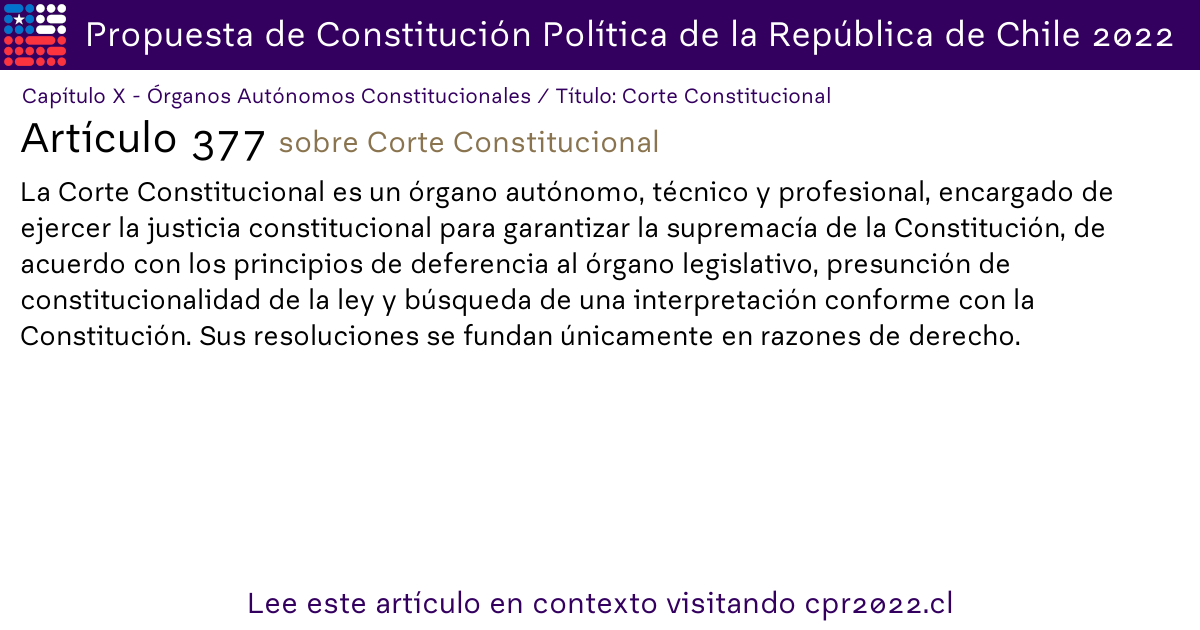 Propuesta de Constitución Política de la República de Chile 2022
Capítulo X - Órganos Autónomos Constitucionales / Título: Corte Constitucional
Artículo 377 sobre Corte Constitucional
La Corte Constitucional es un órgano autónomo, técnico y profesional, encargado de
ejercer la justicia constitucional para garantizar la supremacía de la Constitución, de
acuerdo con los principios de deferencia al órgano legislativo, presunción de
constitucionalidad de la ley y búsqueda de una interpretación conforme con la
Constitución. Sus resoluciones se fundan únicamente en razones de derecho.
Lee este artículo en contexto visitando cpr2022.cl